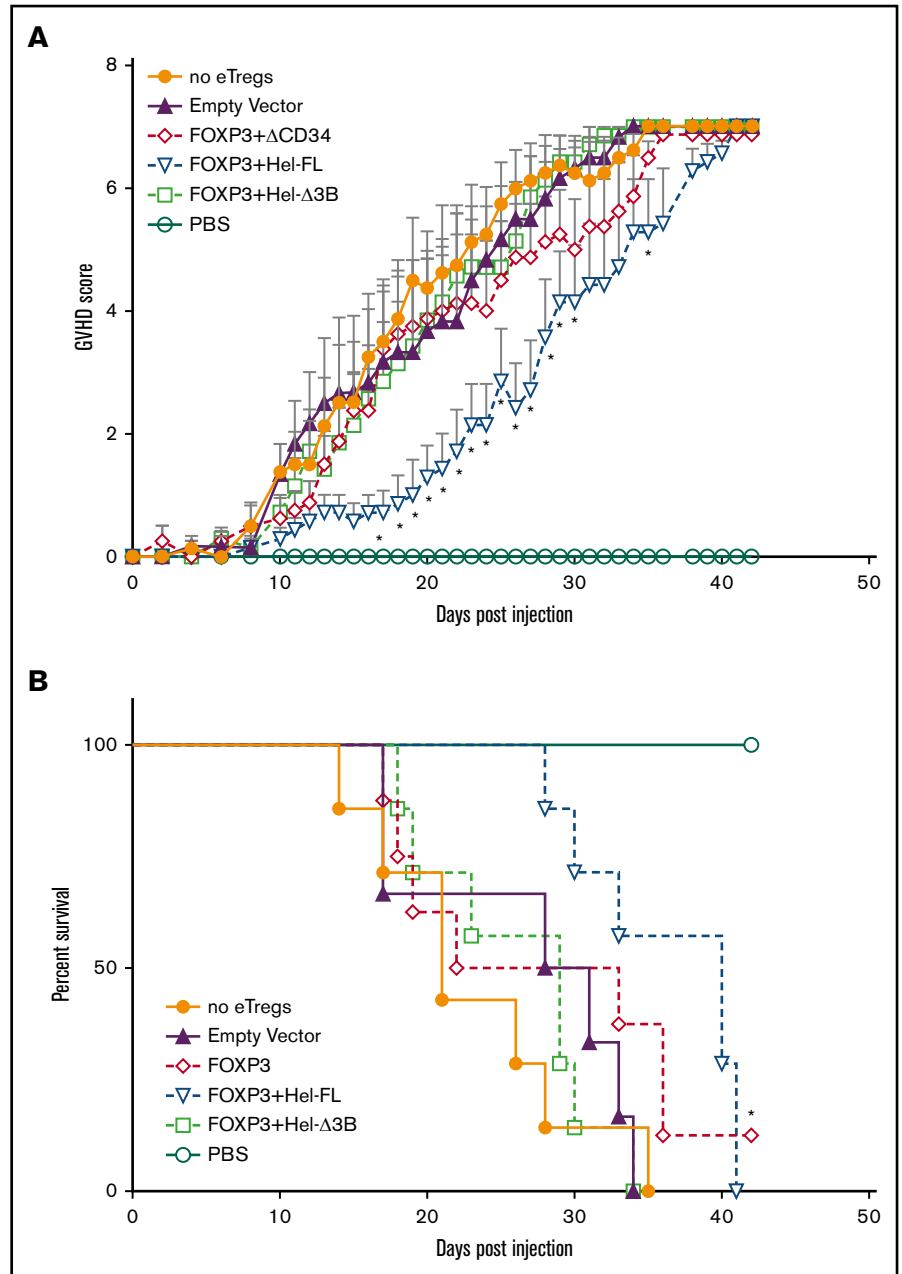 A
8
6
4
2
0
GVHD score
no eTregs
Empty Vector
FOXP3+ΔCD34
FOXP3+Hel-FL
FOXP3+Hel-Δ3B
PBS
* * * * * * * * * * * * * * *
0 10 20 30 40 50
Days post injection
B
100
50
0
Percent survival
no eTregs
Empty Vector
FOXP3
FOXP3+Hel-FL
FOXP3+Hel-Δ3B
PBS
*
0 10 20 30 40 50
Days post injection